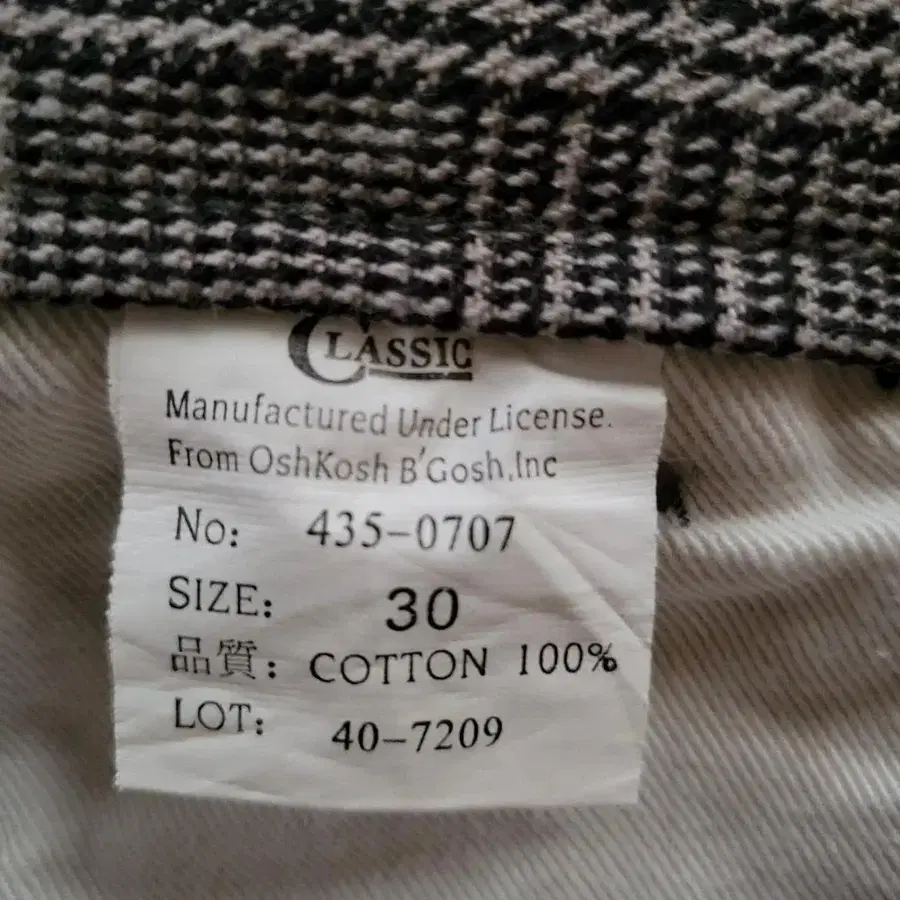 CLASSIC
Manufactured Under License.
From OshKosh B'Gosh,Inc
No: 435-0707
SIZE: 30
品質: COTTON 100%
LOT: 40-7209